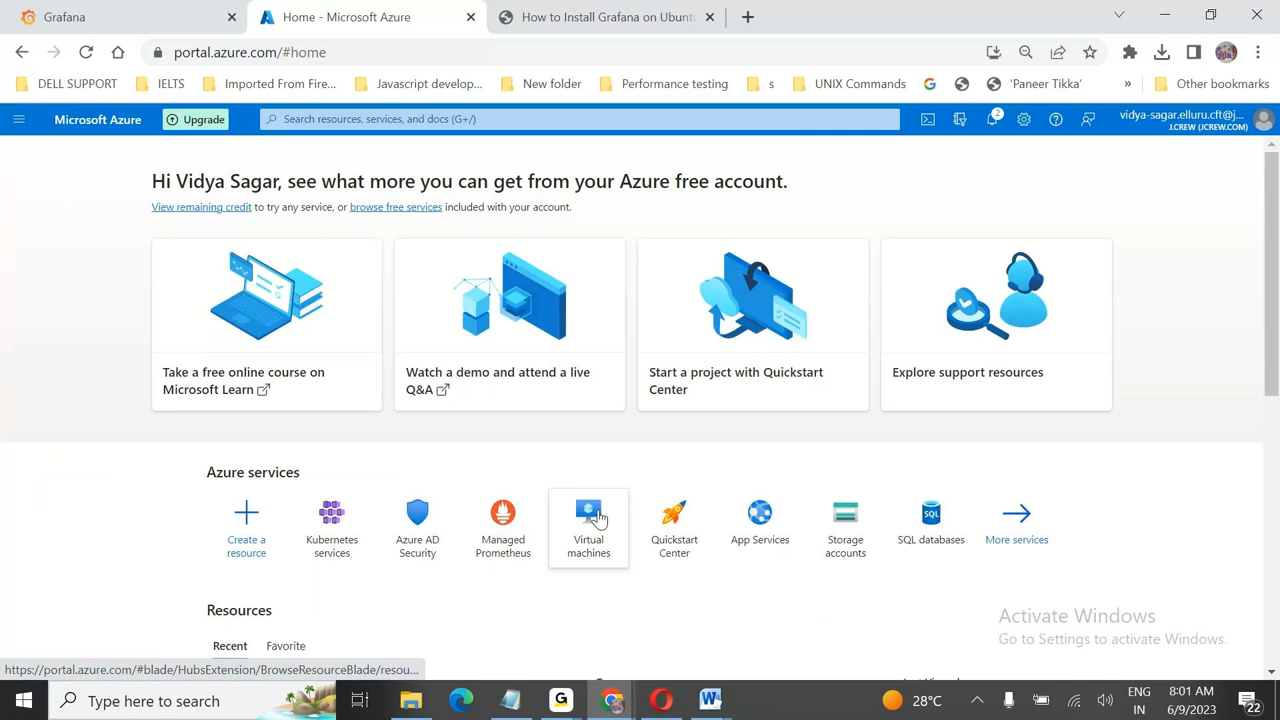 Grafana
Home - Microsoft Azure
How to Install Grafana on Ubunt
portal.azure.com/#home
DELL SUPPORT
IELTS
Imported From Fire...
Javascript develop...
New folder
Performance testing
s
UNIX Commands
'Paneer Tikka'
»
Other bookmarks
Microsoft Azure
Upgrade
Search resources, services, and docs (G+/)
2
vidya-sagar.elluru.cft@j...
J.CREW (JCREW.COM)
Hi Vidya Sagar, see what more you can get from your Azure free account.
View remaining credit to try any service, or browse free services included with your account.
Take a free online course on
Microsoft Learn
Watch a demo and attend a live
Q&A
Start a project with Quickstart
Center
Explore support resources
Azure services
Create a
resource
Kubernetes
services
Azure AD
Security
Managed
Prometheus
Virtual
machines
Quickstart
Center
App Services
SQL
Storage
accounts
SQL databases
More services
Resources
Recent
Favorite
Activate Windows
Go to Settings to activate Windows.
https://portal.azure.com/#blade/HubsExtension/BrowseResourceBlade/resou...
Type here to search
28°C
ENG
IN
8:01 AM
6/9/2023
22